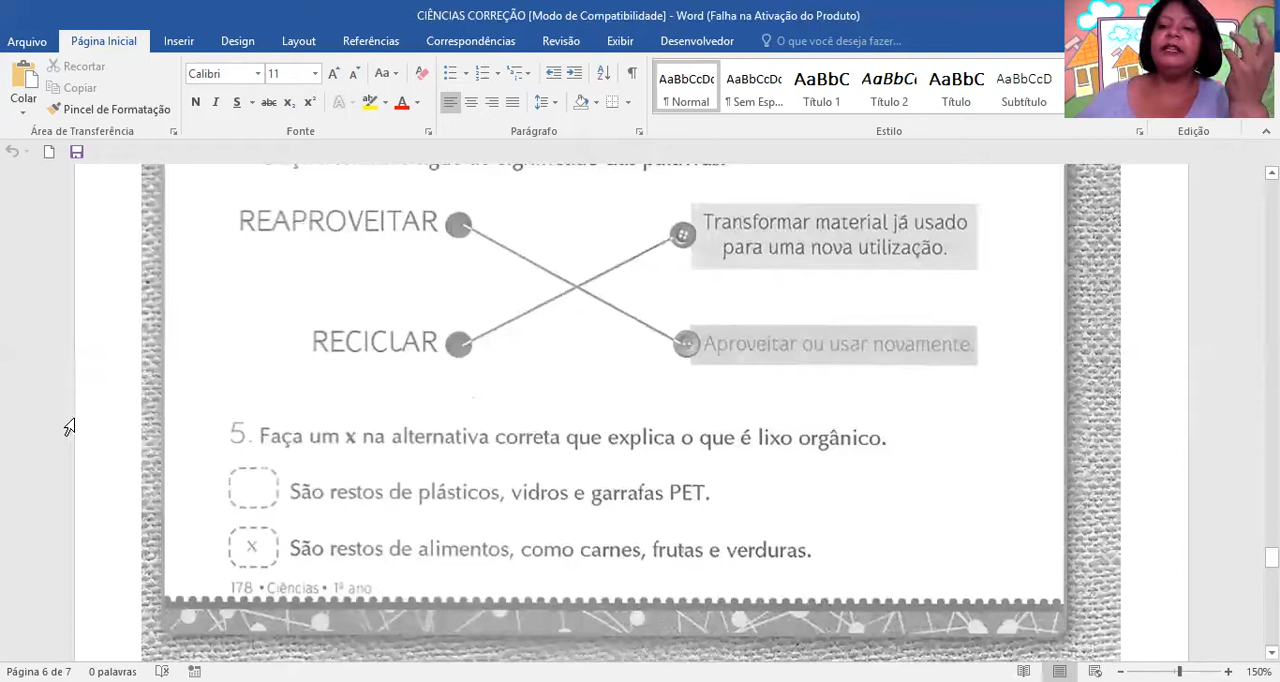 CIÊNCIAS CORREÇÃO [Modo de Compatibilidade] - Word (Falha na Ativação do Produto)
Arquivo Página Inicial Inserir Design Layout Referências Correspondências Revisão Exibir Desenvolvedor O que você deseja fazer...
Colar
Recortar
Copiar
Pincel de Formatação
Área de Transferência
Calibri 11
N I S abc x₂ x²
Fonte
Parágrafo
AaBbCcDc AaBbCcDc AaBbC AaBbCc AaBbC AaBbCcD
¶ Normal ¶ Sem Esp... Título 1 Título 2 Título Subtítulo
Estilo
Edição
REAPROVEITAR
Transformar material já usado
para uma nova utilização.
RECICLAR
Aproveitar ou usar novamente.
5. Faça um x na alternativa correta que explica o que é lixo orgânico.
São restos de plásticos, vidros e garrafas PET.
x São restos de alimentos, como carnes, frutas e verduras.
178 • Ciências • 1º ano
Página 6 de 7 0 palavras 150%